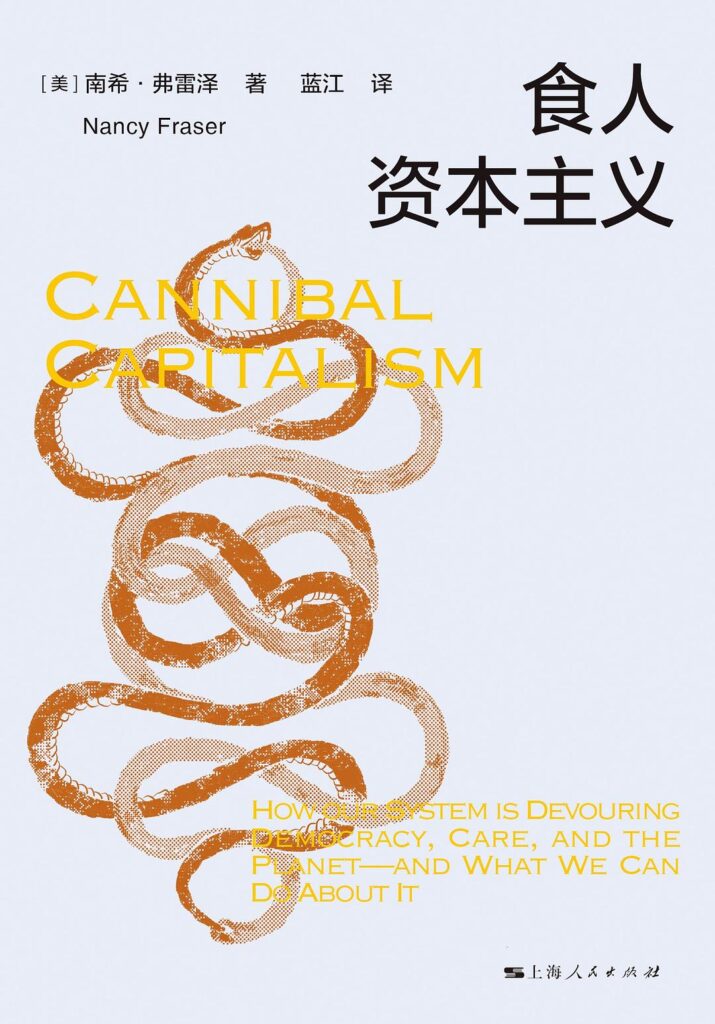 [美]南希·弗雷泽 著 蓝江 译
Nancy Fraser
食人
资本主义
CANNIBAL
CAPITALISM
HOW OUR SYSTEM IS DEVOURING
DEMOCRACY, CARE, AND THE
PLANET—AND WHAT WE CAN
DO ABOUT IT
上海人民出版社